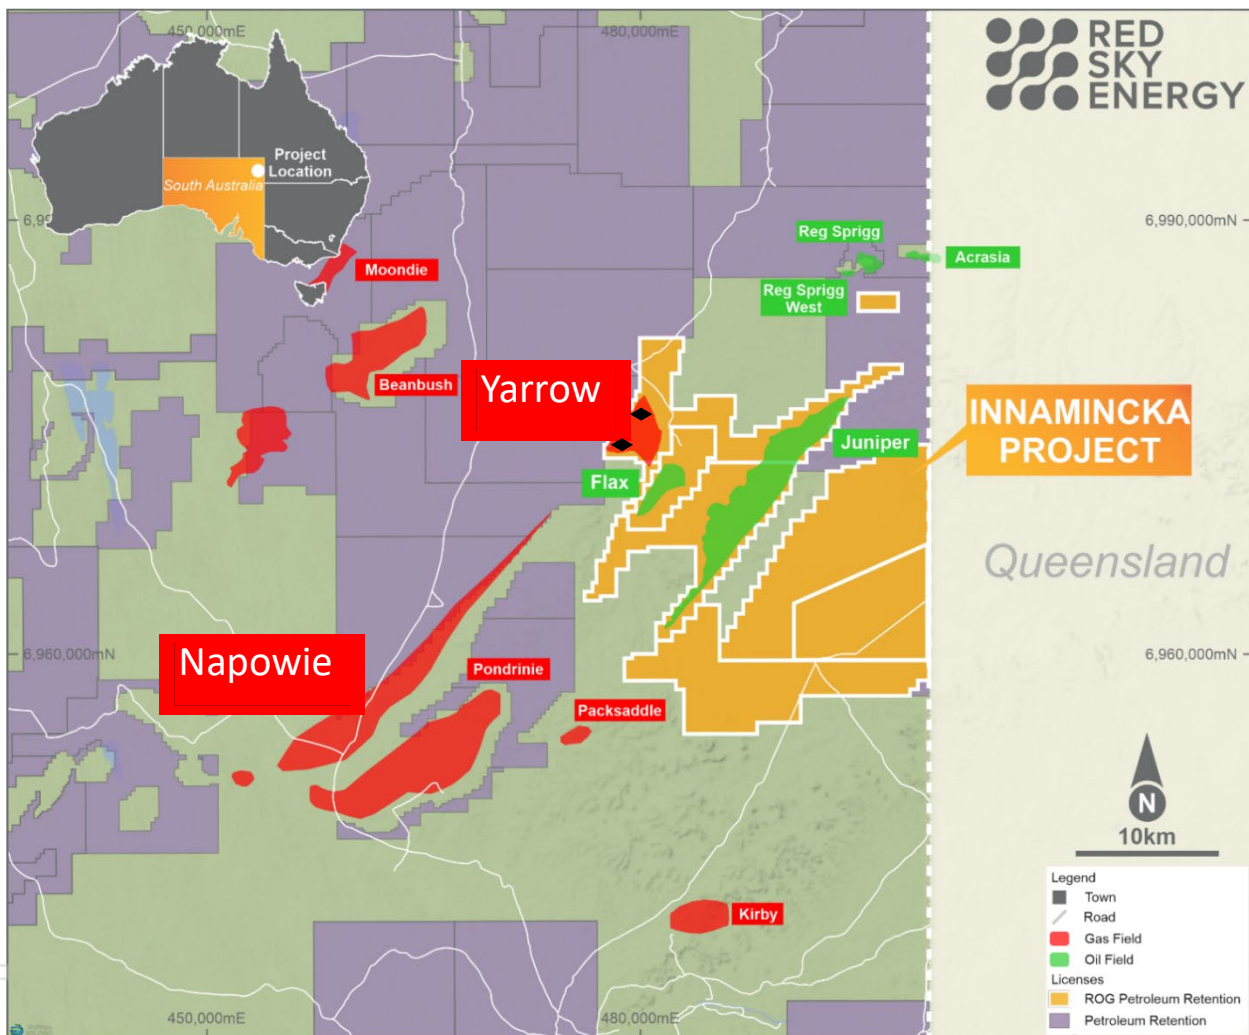 450,000mE
480,000mE
RED
SKY
ENERGY
Project
Location
South Australia
6,990,000mN
Reg Sprigg
Acrasia
Moondie
Reg Sprigg
West
Beanbush
Yarrow
INNAMINCKA
PROJECT
Juniper
Flax
Queensland
Napowie
6,960,000mN
6,960,000mN
Pondrinie
Packsaddle
N
10km
Kirby
Legend
Town
Road
Gas Field
Oil Field
Licenses
ROG Petroleum Retention
Petroleum Retention
450,000mE
480,000mE